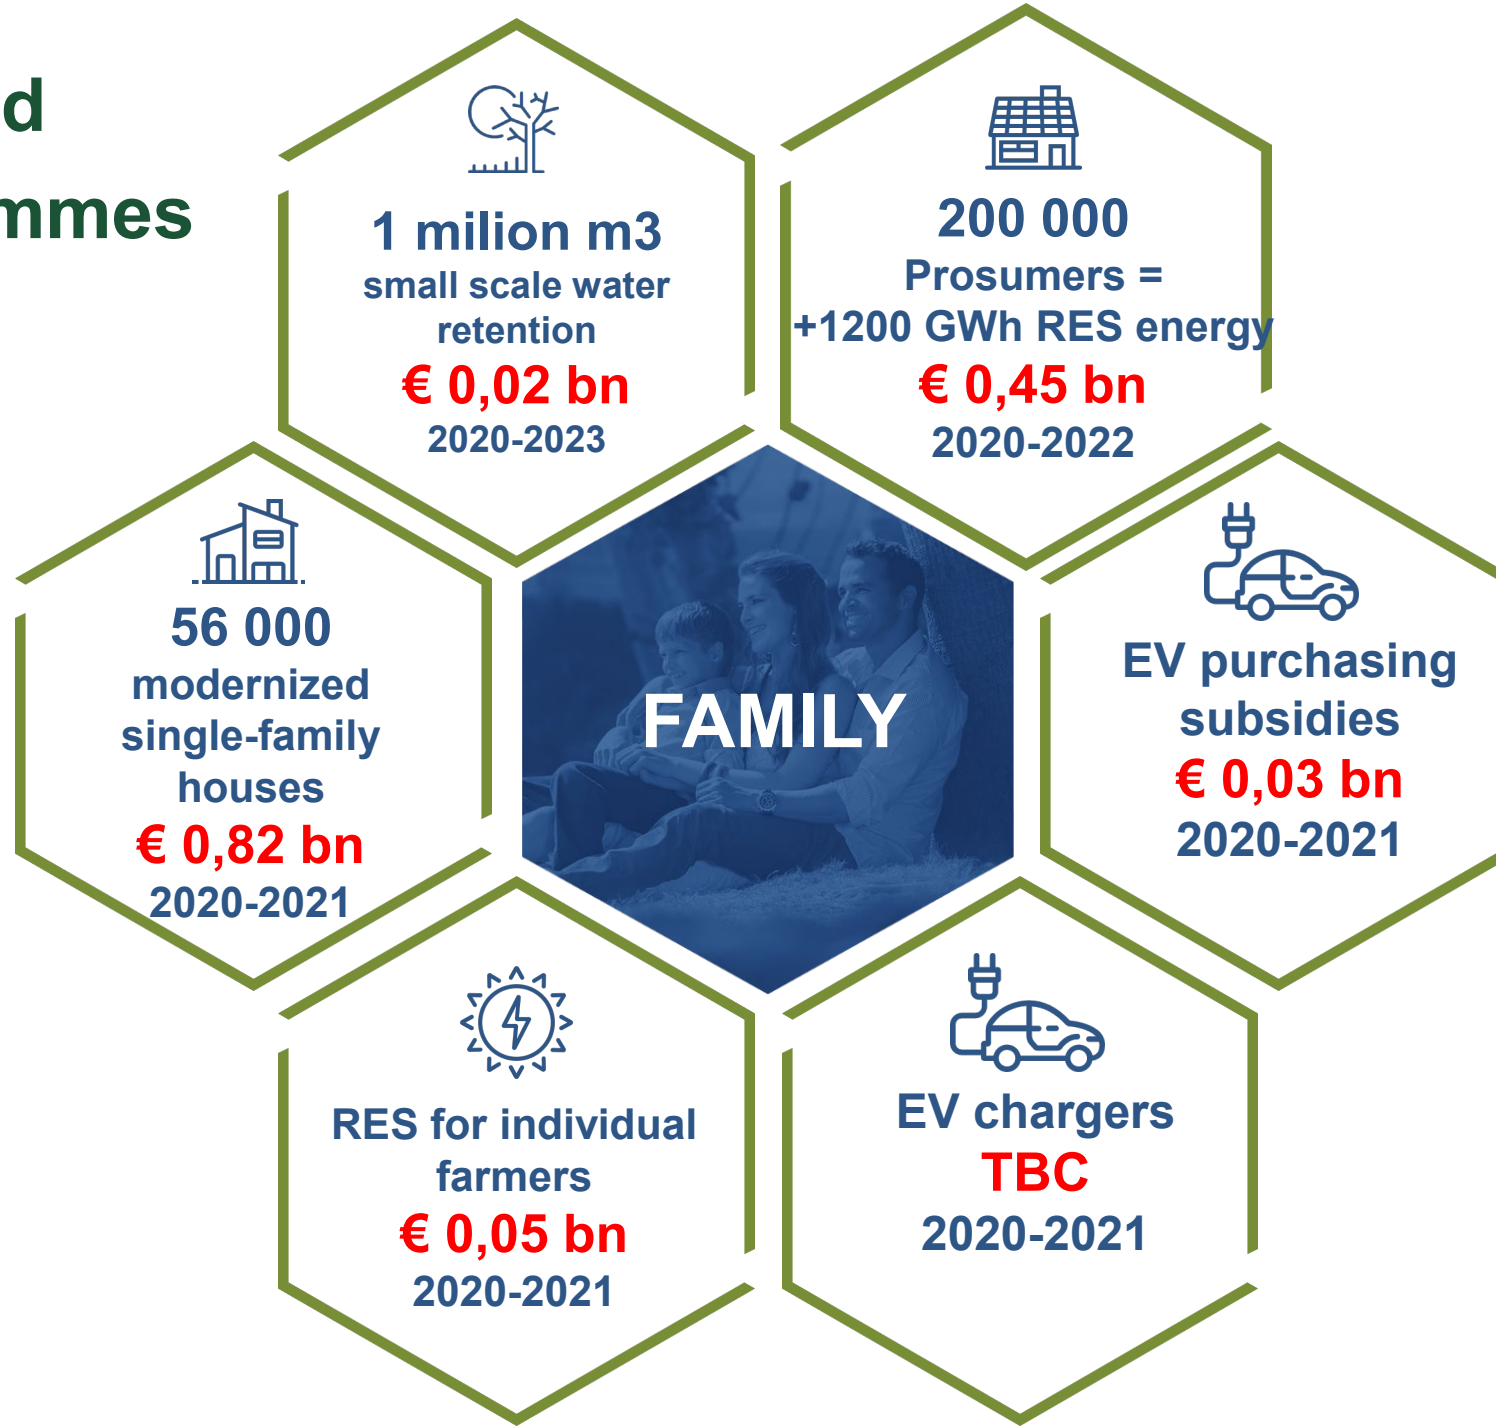 d
mmes
1 milion m3
small scale water
retention
€ 0,02 bn
2020-2023
200 000
Prosumers =
+1200 GWh RES energy
€ 0,45 bn
2020-2022
56 000
modernized
single-family
houses
€ 0,82 bn
2020-2021
FAMILY
EV purchasing
subsidies
€ 0,03 bn
2020-2021
RES for individual
farmers
€ 0,05 bn
2020-2021
EV chargers
TBC
2020-2021